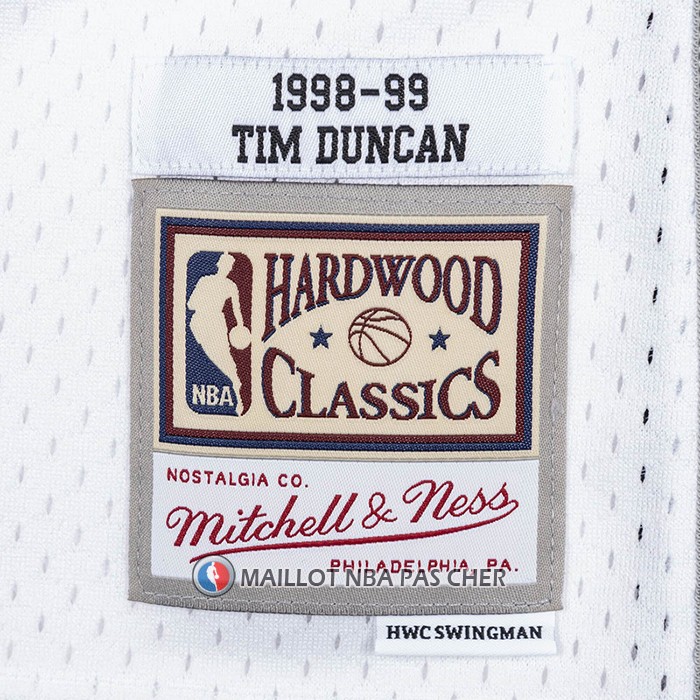 1998-99
TIM DUNCAN
HARDWOOD
CLASSICS
NBA
NOSTALGIA CO.
Mitchell & Ness
PHILADELPHIA, PA.
MAILLOT NBA PAS CHER
HWC SWINGMAN